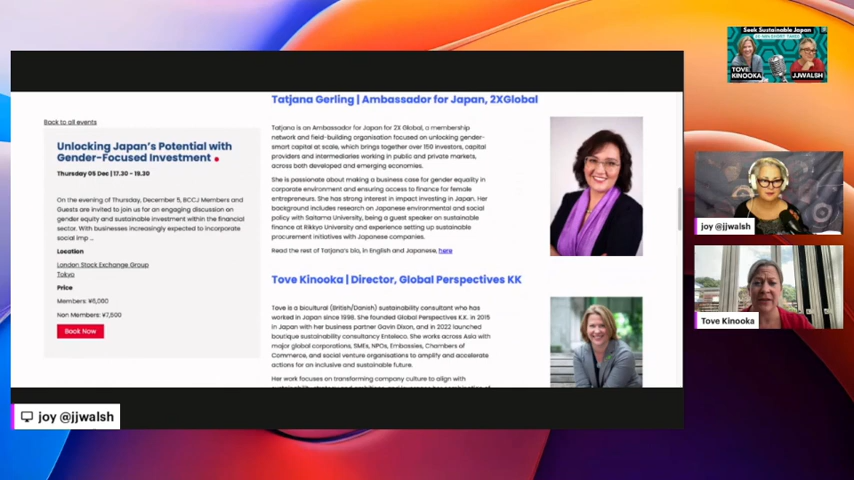 Back to all events
Unlocking Japan's Potential with
Gender-Focused Investment
Thursday 05 Dec | 17.30 - 19.30
On the evening of Thursday, December 5, BCCJ Members and
Guests are invited to join us for an engaging discussion on
gender equity and sustainable investment within the financial
sector. With businesses increasingly expected to incorporate
social imp ...
Location
London Stock Exchange Group
Tokyo
Price
Members: ¥6,000
Non Members: ¥7,500
Book Now
Tatjana Gerling | Ambassador for Japan, 2XGlobal
Tatjana is an Ambassador for Japan for 2X Global, a membership
network and field-building organisation focused on unlocking gender-
smart capital at scale, which brings together over 150 investors, capital
providers and intermediaries working in public and private markets,
across both developed and emerging economies.
She is passionate about making a business case for gender equality in
corporate environment and ensuring access to finance for female
entrepreneurs. She has strong interest in impact investing in Japan. Her
background includes research on Japanese environmental and social
policy with Saitama University, being a guest speaker on sustainable
finance at Rikkyo University and experience setting up sustainable
procurement initiatives with Japanese companies.
Read the rest of Tatjana's bio, in English and Japanese, here
Tove Kinooka | Director, Global Perspectives KK
Tove is a bicultural (British/Danish) sustainability consultant who has
worked in Japan since 1996. She founded Global Perspectives K.K. in 2015
in Japan with her business partner Gavin Dixon, and in 2022 launched
boutique sustainability consultancy Enteleco. She works across Asia with
major global corporations, SMEs, NPOs, Embassies, Chambers of
Commerce, and social venture organisations to amplify and accelerate
actions for an inclusive and sustainable future.
Her work focuses on transforming company culture to align with
joy @jjwalsh
Seek Sustainable Japan
TOVE
KINOOKA
JJWALSH
joy @jjwalsh
Tove Kinooka